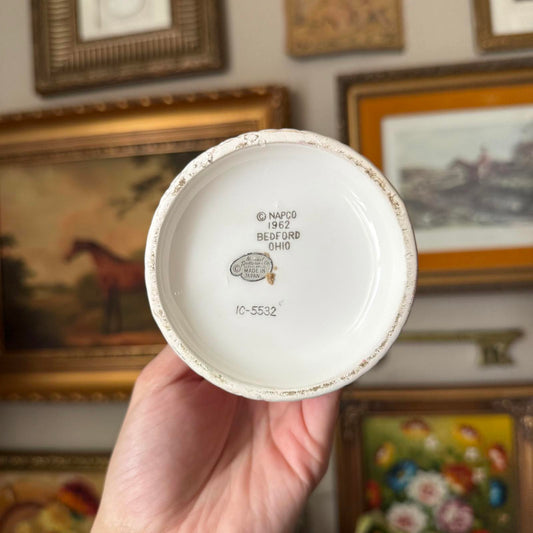 © NAPCO
1962
BEDFORD
OHIO
©
MADE IN
JAPAN
1C-5532